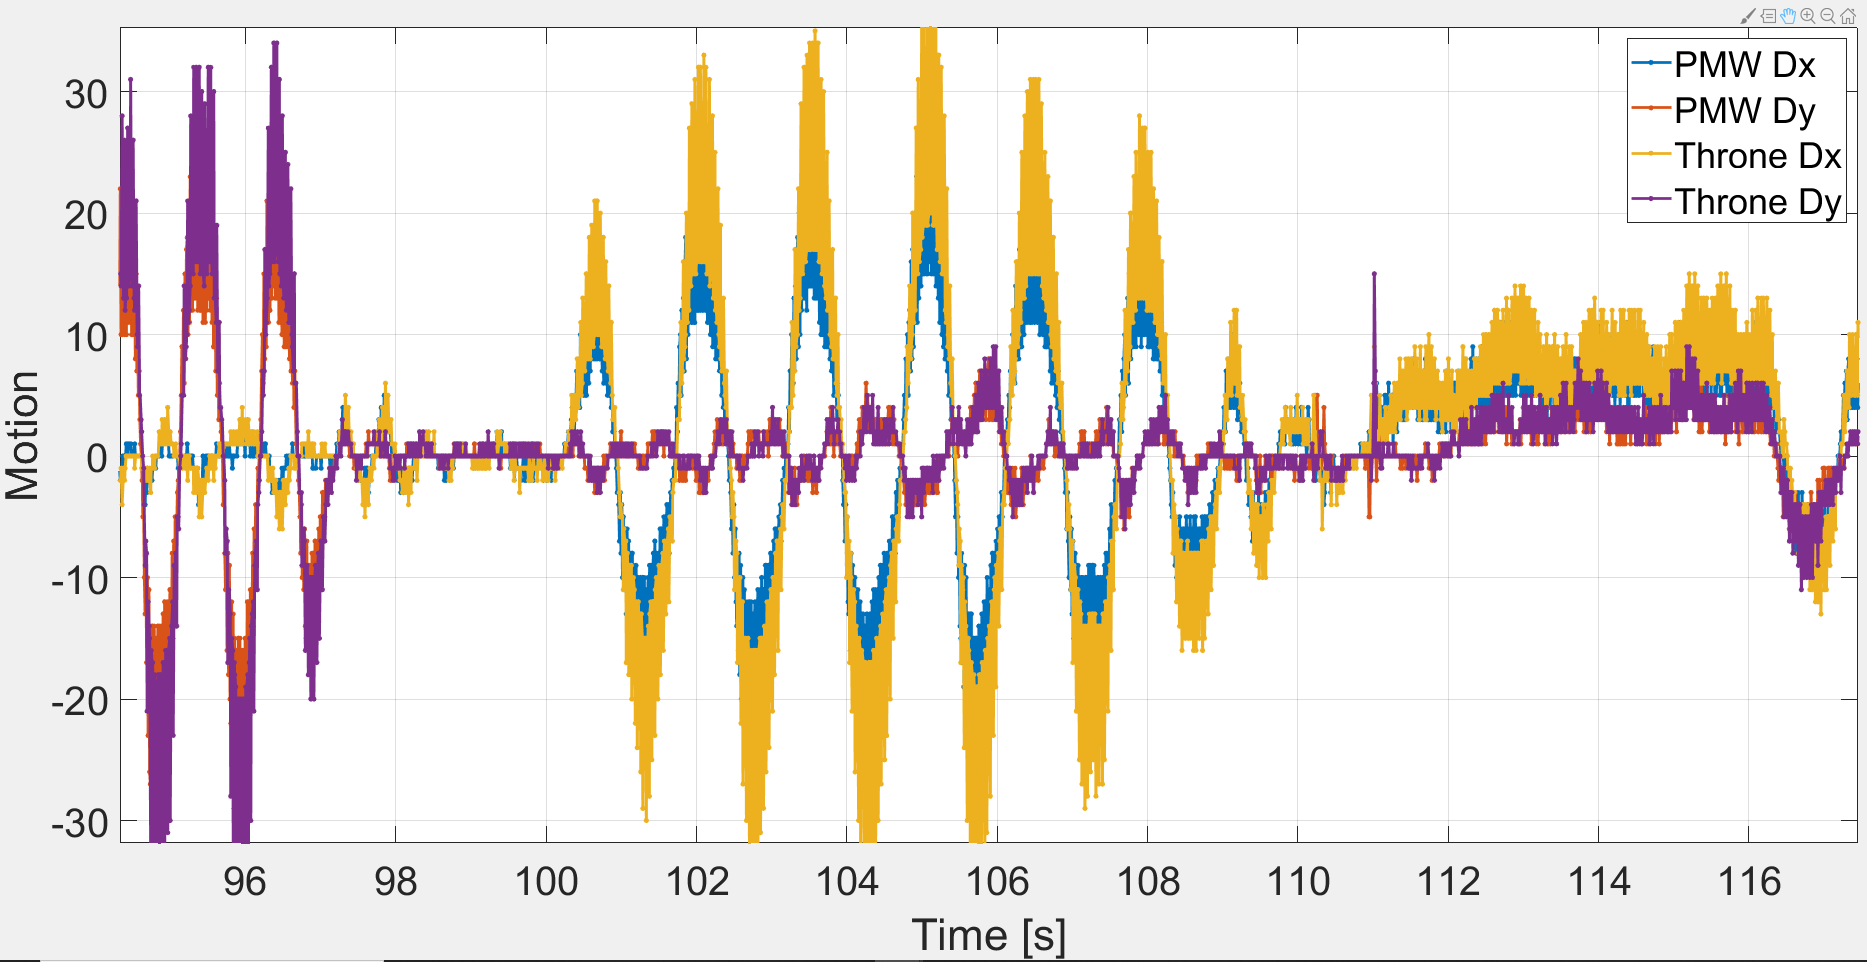 PMW Dx
PMW Dy
Throne Dx
Throne Dy
30
20
10
0
-10
-20
-30
Motion
96 98 100 102 104 106 108 110 112 114 116
Time [s]